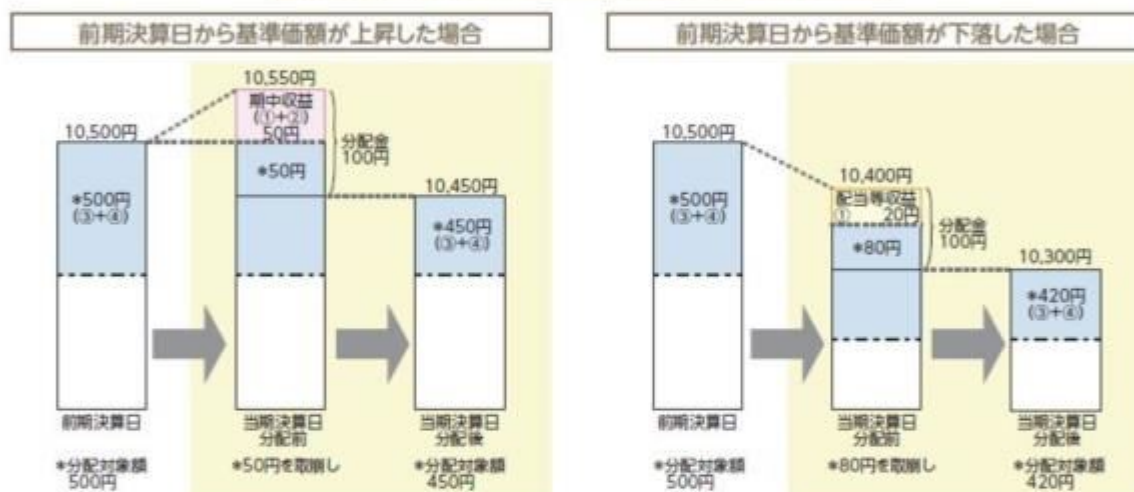 前期決算日から基準価額が上昇した場合
10,550円
期中収益
(①+②)
50円
10,500円
分配金
100円
*50円
*500円
(③+④)
10,450円
*450円
(③+④)
前期決算日
当期決算日
分配前
当期決算日
分配後
*分配対象額
500円
*50円を取崩し
*分配対象額
450円
前期決算日から基準価額が下落した場合
10,500円
10,400円
*500円
(③+④)
配当等収益
① 20円
分配金
100円
*80円
10,300円
*420円
(③+④)
前期決算日
当期決算日
分配前
当期決算日
分配後
*分配対象額
500円
*80円を取崩し
*分配対象額
420円